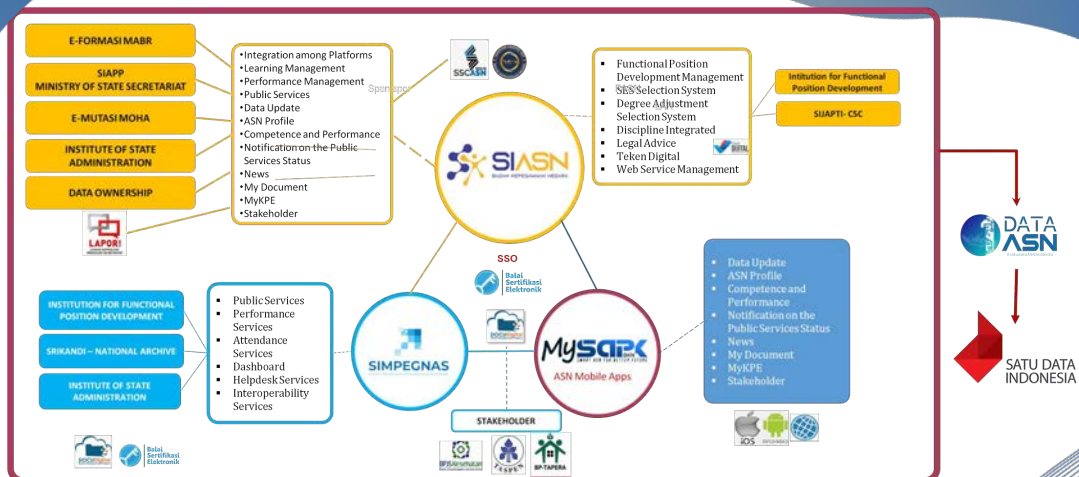 E-FORMASI MABR
SIAPP
MINISTRY OF STATE SECRETARIAT
E-MUTASI MOHA
INSTITUTE OF STATE
ADMINISTRATION
DATA OWNERSHIP
LAPOR!
•Integration among Platforms
•Learning Management
•Performance Management
•Public Services
•Data Update
•ASN Profile
•Competence and Performance
•Notification on the Public
Services Status
•News
•My Document
•MyKPE
•Stakeholder
SSCASN
SIASN
BADAN KEPEGAWAIAN NEGARA
▪ Functional Position
Development Management
▪ SES Selection System
▪ Degree Adjustment
Selection System
▪ Discipline Integrated
▪ Legal Advice
▪ Teken Digital
▪ Web Service Management
DIGITAL
Intitution for Functional
Position Development
SIJAPTI- CSC
DATA
ASN
SATU DATA
INDONESIA
SSO
Balai
Sertifikasi
Elektronik
INSTITUTION FOR FUNCTIONAL
POSITION DEVELOPMENT
SRIKANDI – NATIONAL ARCHIVE
INSTITUTE OF STATE
ADMINISTRATION
▪ Public Services
▪ Performance
Services
▪ Attendance
Services
▪ Dashboard
▪ Helpdesk Services
▪ Interoperability
Services
SIMPEGNAS
MySAPK
BKN
ASN Mobile Apps
▪ Data Update
▪ ASN Profile
▪ Competence and
Performance
▪ Notification on the
Public Services Status
▪ News
▪ My Document
▪ MyKPE
▪ Stakeholder
iOS
STAKEHOLDER
TASPEN
BP-TAPERA
Balai
Sertifikasi
Elektronik